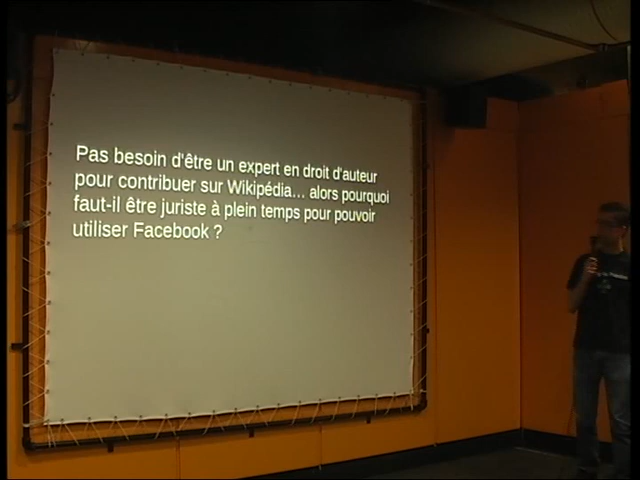 Pas besoin d'être un expert en droit d'auteur
pour contribuer sur Wikipédia... alors pourquoi
faut-il être juriste à plein temps pour pouvoir
utiliser Facebook ?